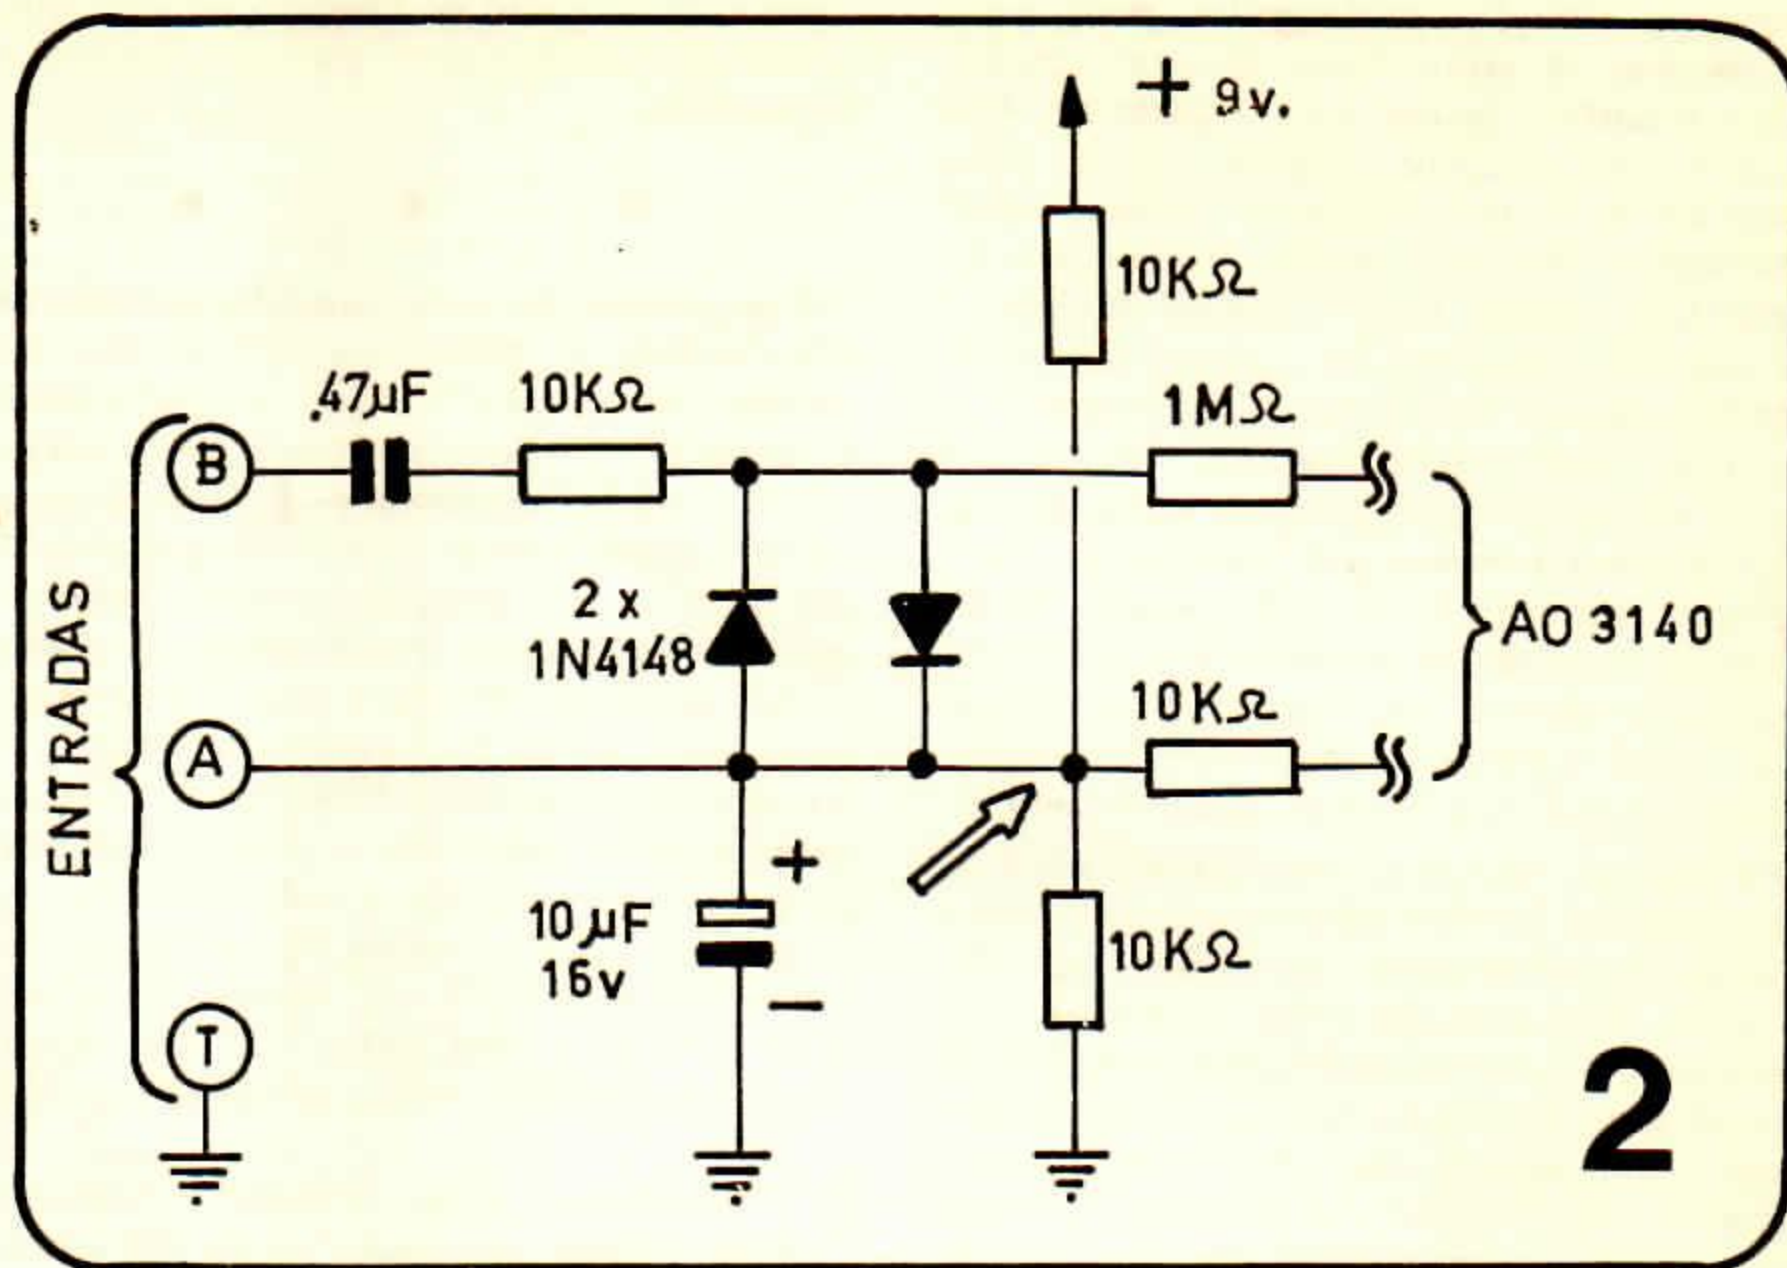 + 9v.
10KΩ
.47µF
10KΩ
1MΩ
B
2 x
1N4148
AO 3140
ENTRADAS
10KΩ
A
+
10µF
16v
−
10KΩ
T
2